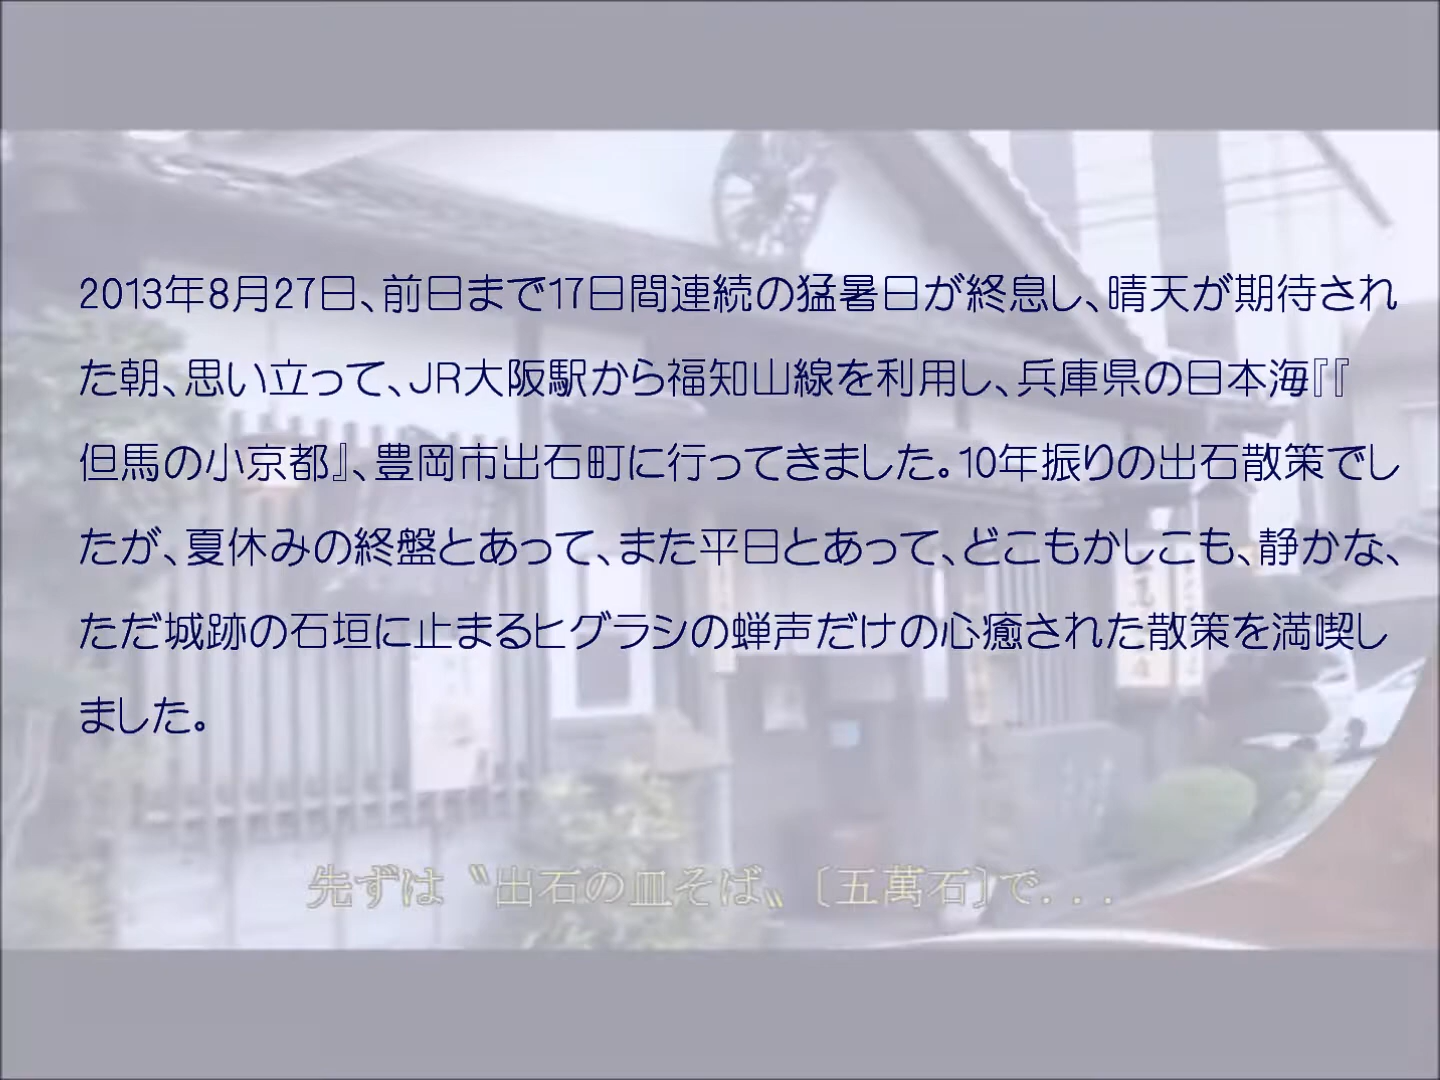 2013年8月27日、前日まで17日間連続の猛暑日が終息し、晴天が期待され
た朝、思い立って、JR大阪駅から福知山線を利用し、兵庫県の日本海『『
但馬の小京都』、豊岡市出石町に行ってきました。10年振りの出石散策でし
たが、夏休みの終盤とあって、また平日とあって、どこもかしこも、静かな、
ただ城跡の石垣に止まるヒグラシの蝉声だけの心癒された散策を満喫し
ました。
先ずは〝出石の皿そば〟〔五萬石〕で...